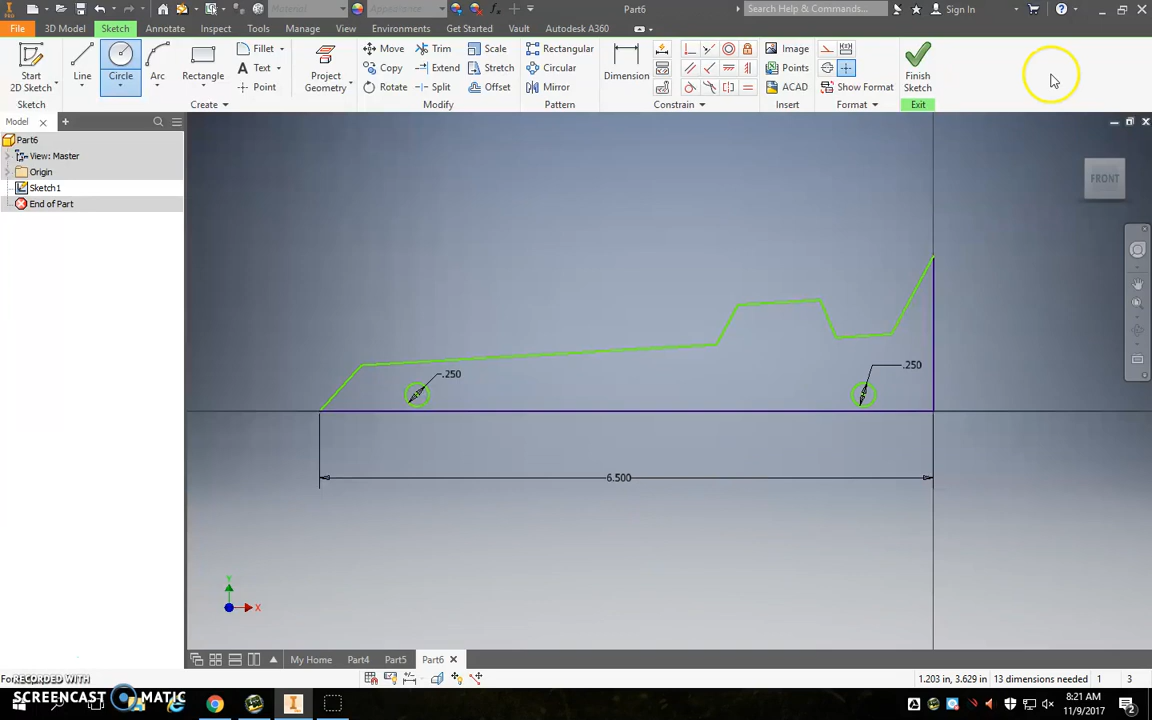 Material
Appearance
Part6
Search Help & Commands...
Sign In
File
3D Model
Sketch
Annotate
Inspect
Tools
Manage
View
Environments
Get Started
Vault
Autodesk A360
Start
2D Sketch
Line
Circle
Arc
Rectangle
Fillet
Text
Point
Project
Geometry
Move
Copy
Rotate
Trim
Extend
Split
Scale
Stretch
Offset
Rectangular
Circular
Mirror
Dimension
Image
Points
ACAD
Show Format
Finish
Sketch
Sketch
Create
Modify
Pattern
Constrain
Insert
Format
Exit
Model
Part6
View: Master
Origin
Sketch1
End of Part
FRONT
.250
.250
6.500
Y
X
My Home
Part4
Part5
Part6
1.203 in, 3.629 in
13 dimensions needed
1
3
RECORDED WITH
SCREENCAST MATIC
8:21 AM
11/9/2017
2